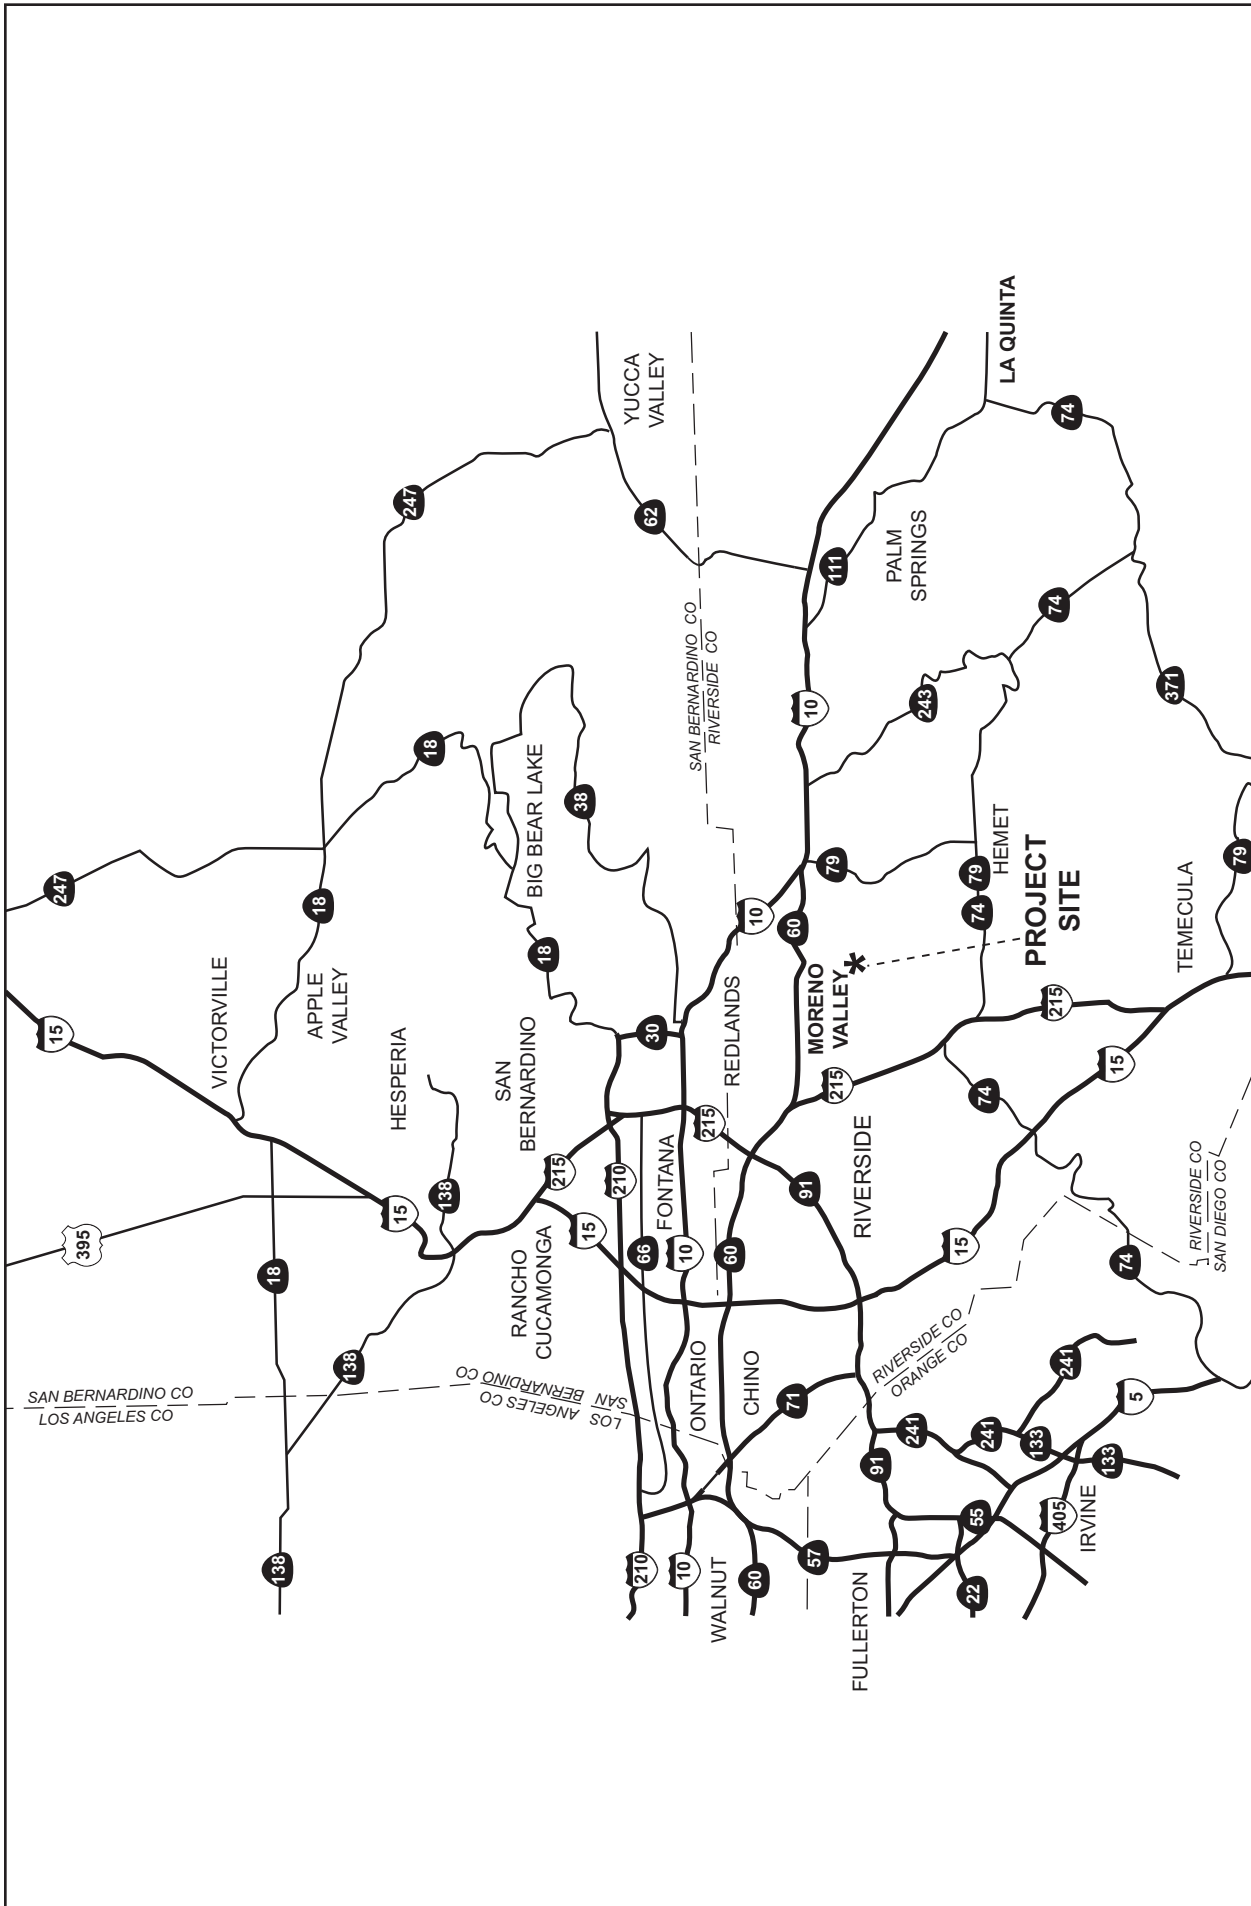 SAN BERNARDINO CO
LOS ANGELES CO
395
15
247
VICTORVILLE
138
18
18
APPLE
VALLEY
138
HESPERIA
15
247
138
18
SAN
BERNARDINO
RANCHO
CUCAMONGA
LOS ANGELES CO
SAN BERNARDINO CO
215
18
BIG BEAR LAKE
15
38
210
210
66
30
62
YUCCA
VALLEY
FONTANA
10
10
ONTARIO
215
SAN BERNARDINO CO
RIVERSIDE CO
WALNUT
60
CHINO
60
REDLANDS
10
71
91
60
10
57
MORENO
VALLEY
*
215
79
111
FULLERTON
RIVERSIDE
91
RIVERSIDE CO
ORANGE CO
PALM
SPRINGS
241
243
22
55
241
15
74
74
79
HEMET
133
PROJECT
SITE
LA QUINTA
405
IRVINE
241
215
74
74
133
5
74
15
371
TEMECULA
RIVERSIDE CO
SAN DIEGO CO
79